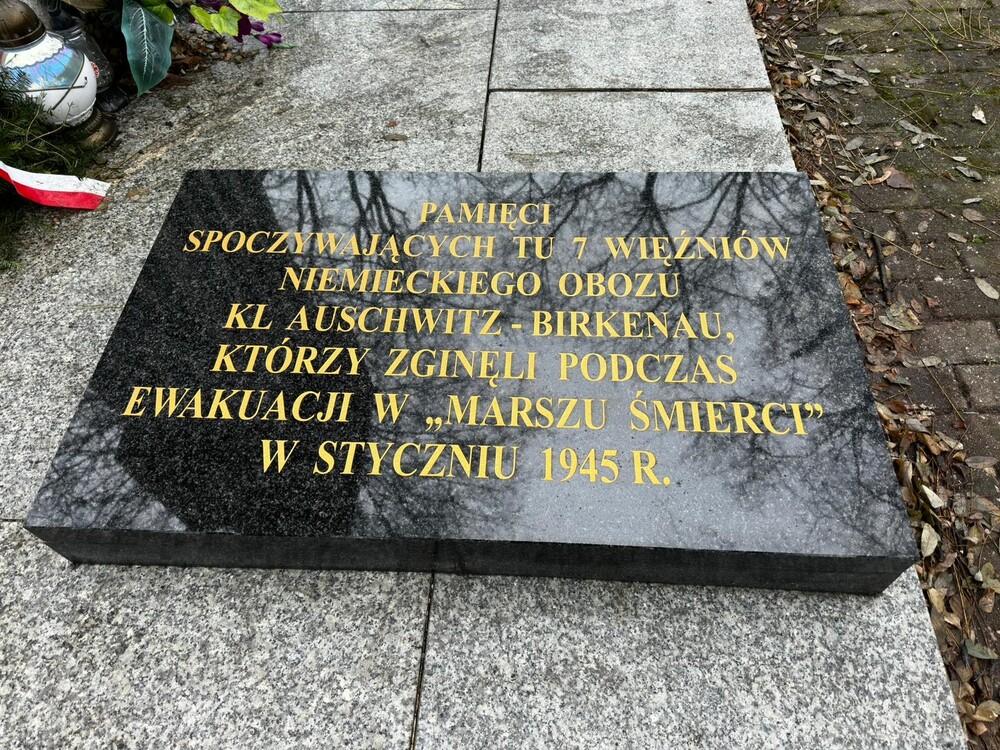 PAMIĘCI
SPOCZYWAJĄCYCH TU 7 WIĘŹNIÓW
NIEMIECKIEGO OBOZU
KL AUSCHWITZ - BIRKENAU,
KTÓRZY ZGINĘLI PODCZAS
EWAKUACJI W „MARSZU ŚMIERCI”
W STYCZNIU 1945 R.